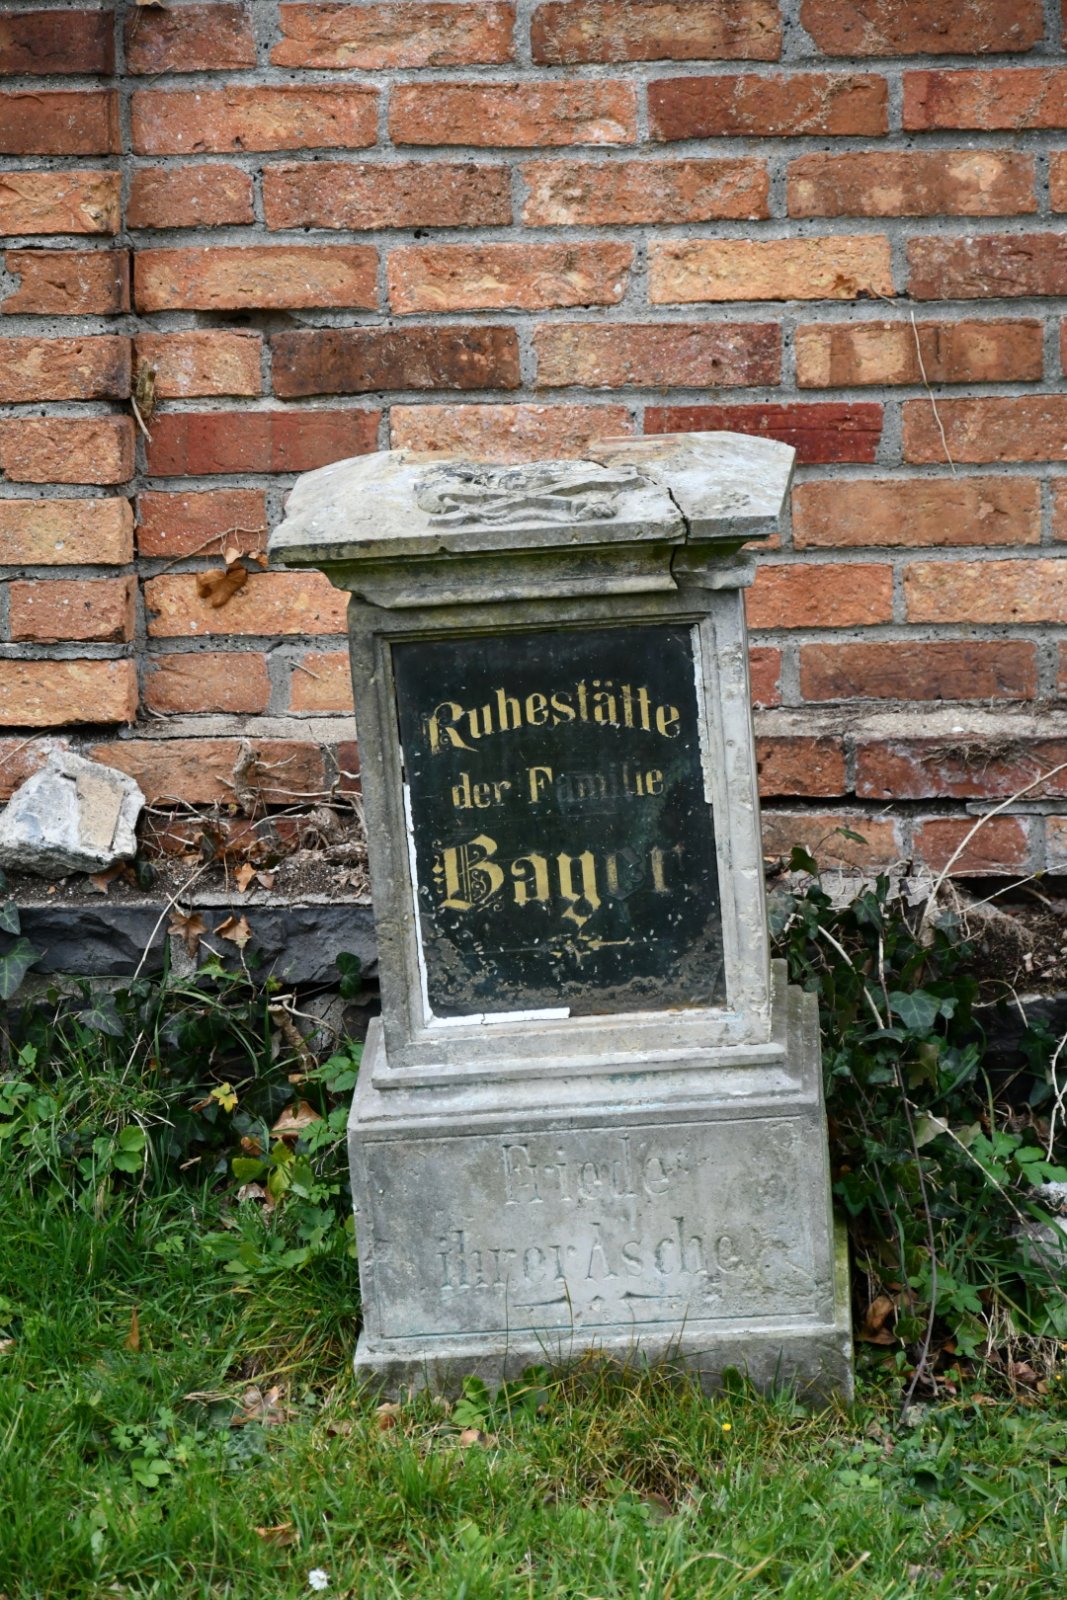 Ruhestätte
der Familie
Bayer
Friede
ihrer Asche